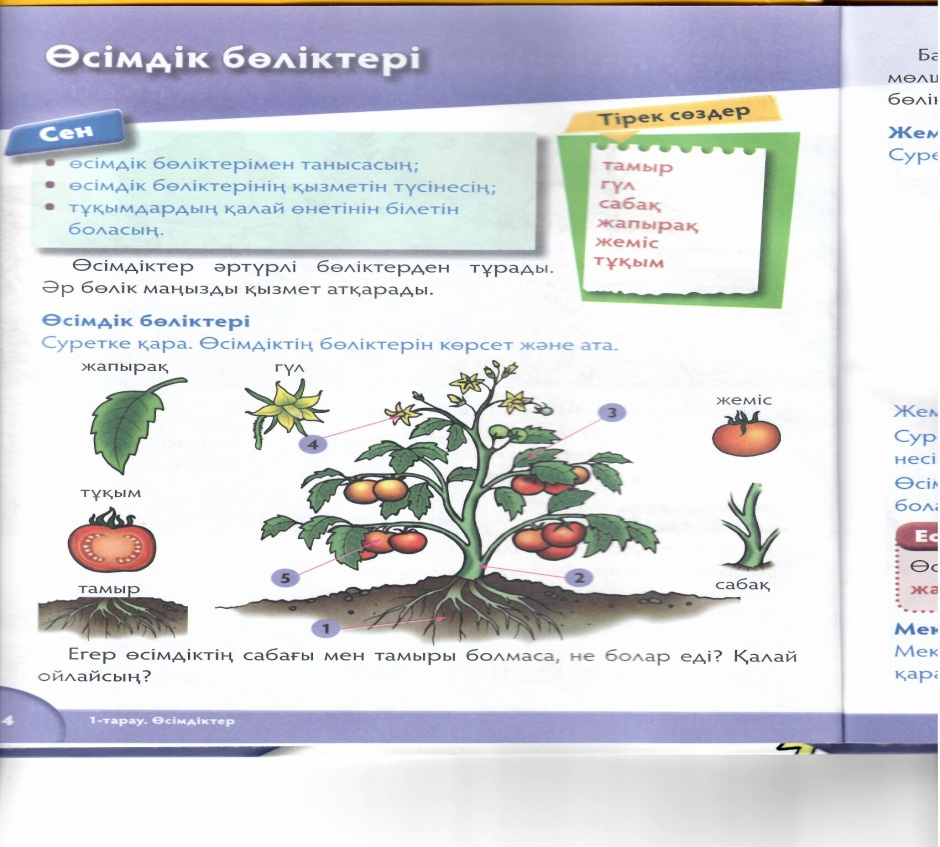 Өсімдік бөліктері
Сен
• өсімдік бөліктерімен танысасың;
• өсімдік бөліктерінің қызметін түсінесің;
• тұқымдардың қалай өнетінін білетін
боласың.
Тірек сөздер
тамыр
гүл
сабақ
жапырақ
жеміс
тұқым
Өсімдіктер әртүрлі бөліктерден тұрады.
Әр бөлік маңызды қызмет атқарады.
Өсімдік бөліктері
Суретке қара. Өсімдіктің бөліктерін көрсет және ата.
жапырақ
гүл
жеміс
3
4
тұқым
5
2
тамыр
сабақ
1
Егер өсімдіктің сабағы мен тамыры болмаса, не болар еді? Қалай
ойлайсың?
4
1-тарау. Өсімдіктер